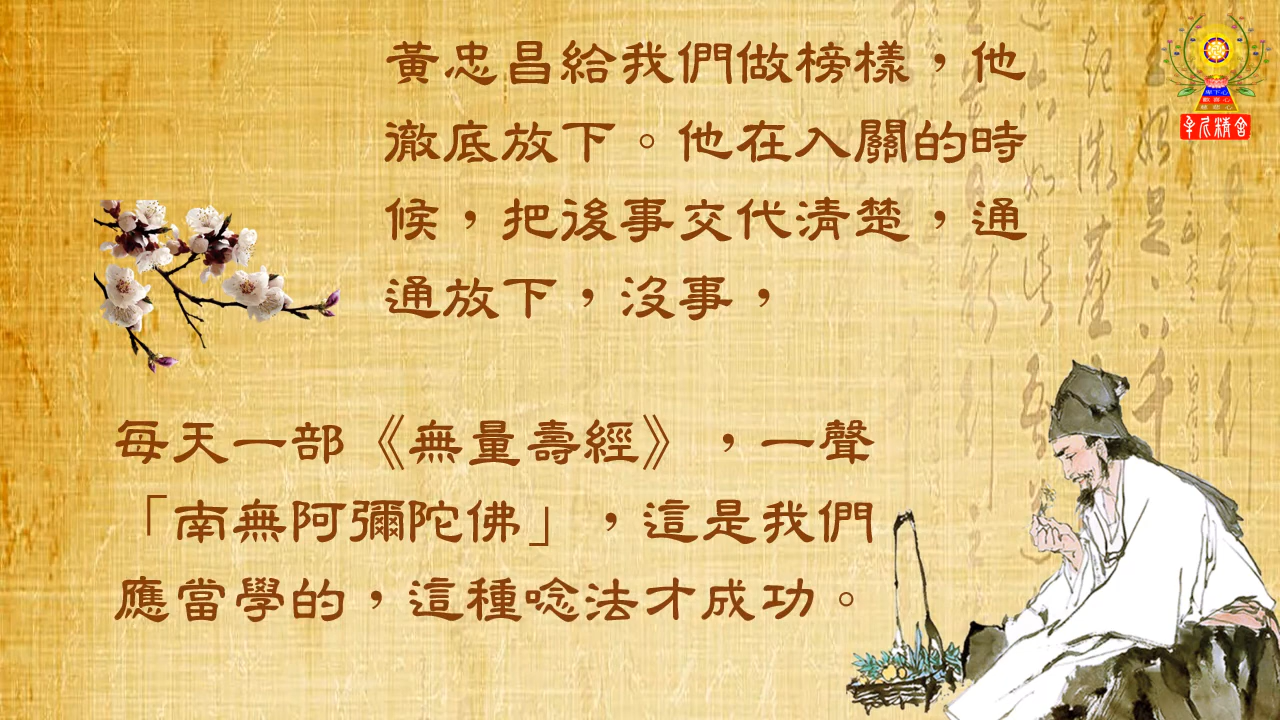 黃忠昌給我們做榜樣，他
徹底放下。他在入關的時
候，把後事交代清楚，通
通放下，沒事，
每天一部《無量壽經》，一聲
「南無阿彌陀佛」，這是我們
應當學的，這種唸法才成功。